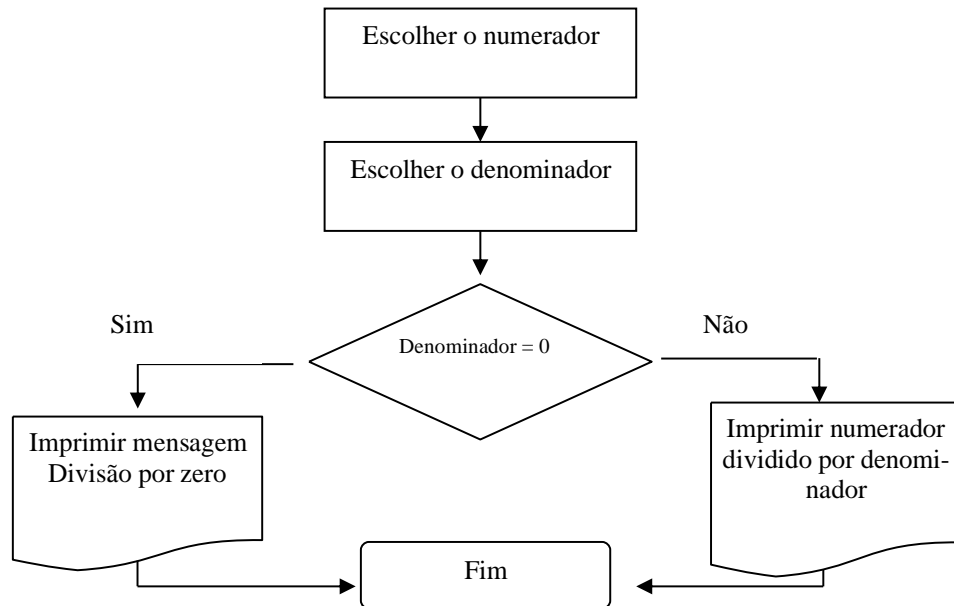 Escolher o numerador
Escolher o denominador
Sim
Não
Denominador = 0
Imprimir mensagem
Divisão por zero
Imprimir numerador
dividido por denomi-
nador
Fim